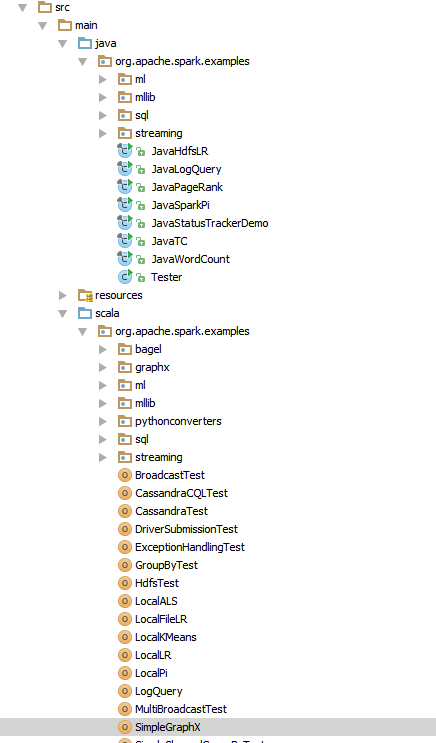 src
main
java
org.apache.spark.examples
ml
mllib
sql
streaming
JavaHdfsLR
JavaLogQuery
JavaPageRank
JavaSparkPi
JavaStatusTrackerDemo
JavaTC
JavaWordCount
Tester
resources
scala
org.apache.spark.examples
bagel
graphx
ml
mllib
pythonconverters
sql
streaming
BroadcastTest
CassandraCQLTest
CassandraTest
DriverSubmissionTest
ExceptionHandlingTest
GroupByTest
HdfsTest
LocalALS
LocalFileLR
LocalKMeans
LocalLR
LocalPi
LogQuery
MultiBroadcastTest
SimpleGraphX